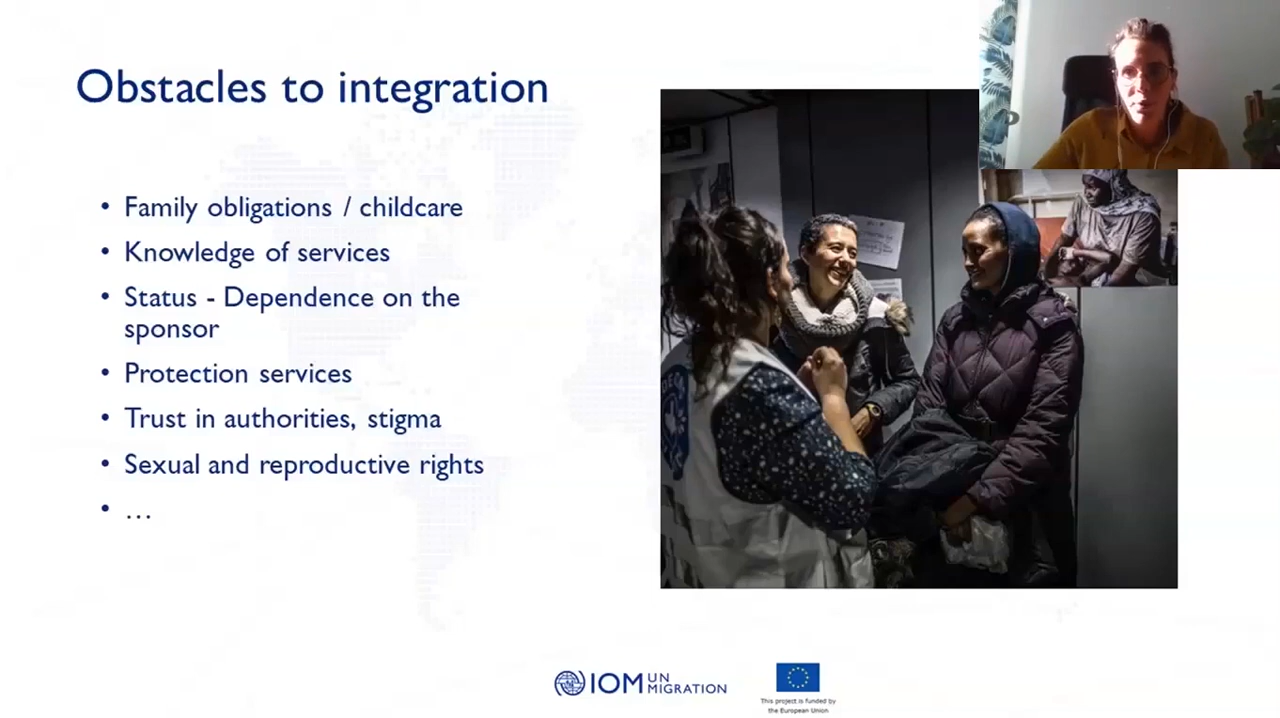 Obstacles to integration
• Family obligations / childcare
• Knowledge of services
• Status - Dependence on the
sponsor
• Protection services
• Trust in authorities, stigma
• Sexual and reproductive rights
• …
IOM UN
MIGRATION
This project is funded by
the European Union